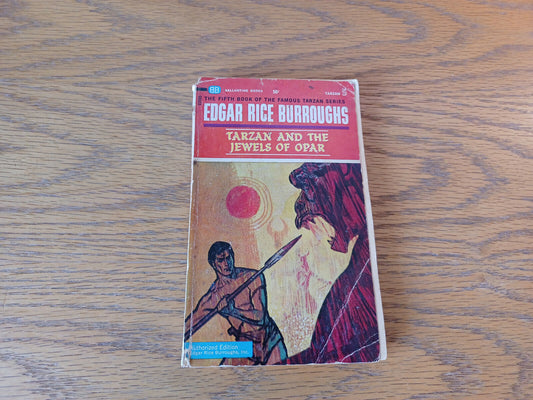 BB
BALLANTINE BOOKS
50¢
TARZAN
THE FIFTH BOOK OF THE FAMOUS TARZAN SERIES
EDGAR RICE BURROUGHS
TARZAN AND THE
JEWELS OF OPAR
Authorized Edition
Edgar Rice Burroughs, Inc.